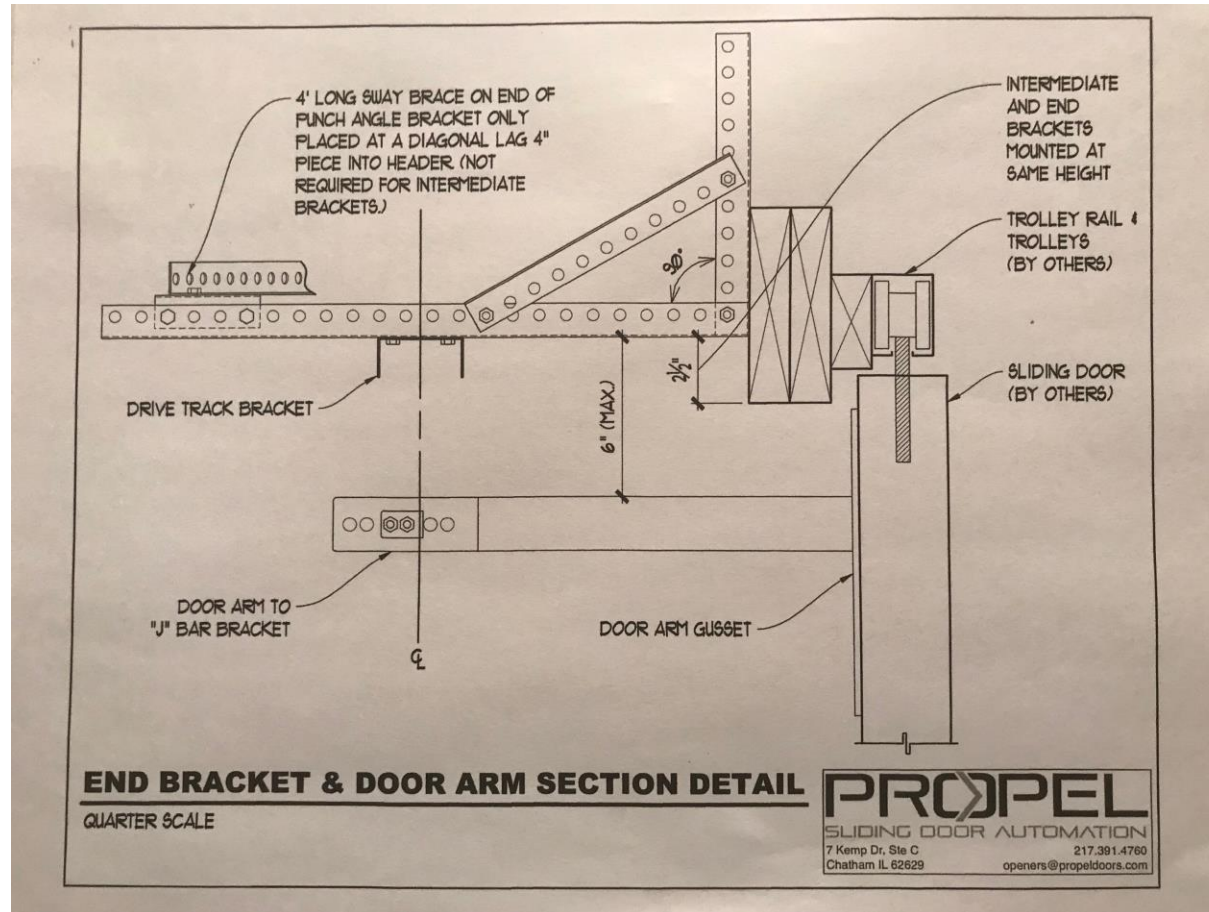 4' LONG SWAY BRACE ON END OF
PUNCH ANGLE BRACKET ONLY
PLACED AT A DIAGONAL LAG 4"
PIECE INTO HEADER (NOT
REQUIRED FOR INTERMEDIATE
BRACKETS.)
INTERMEDIATE
AND END
BRACKETS
MOUNTED AT
SAME HEIGHT
TROLLEY RAIL &
TROLLEYS
(BY OTHERS)
90°
2½"
6" (MAX.)
SLIDING DOOR
(BY OTHERS)
DRIVE TRACK BRACKET
DOOR ARM TO
"J" BAR BRACKET
DOOR ARM GUSSET
℄
END BRACKET & DOOR ARM SECTION DETAIL
QUARTER SCALE
PROPEL
SLIDING DOOR AUTOMATION
7 Kemp Dr, Ste C 217.391.4760
Chatham IL 62629 openers@propeldoors.com